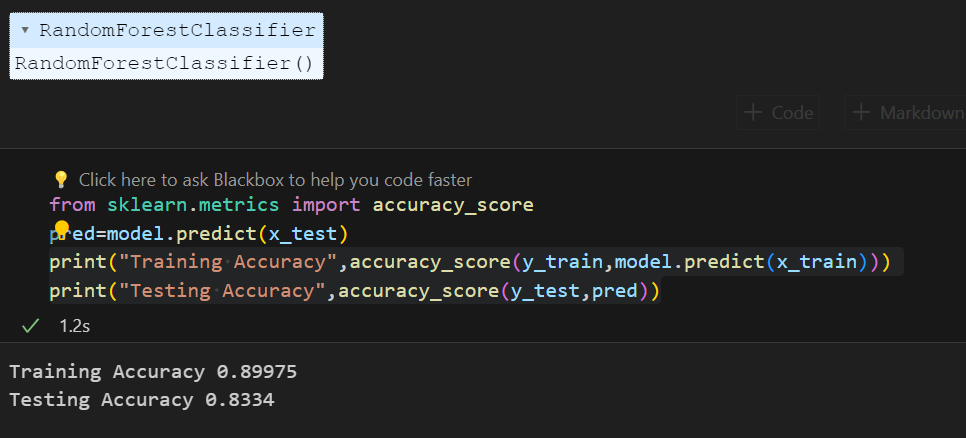 ▾ RandomForestClassifier
RandomForestClassifier()
+ Code + Markdown
💡 Click here to ask Blackbox to help you code faster
from sklearn.metrics import accuracy_score
pred=model.predict(x_test)
print("Training·Accuracy",accuracy_score(y_train,model.predict(x_train)))
print("Testing·Accuracy",accuracy_score(y_test,pred))
✓ 1.2s
Training Accuracy 0.89975
Testing Accuracy 0.8334